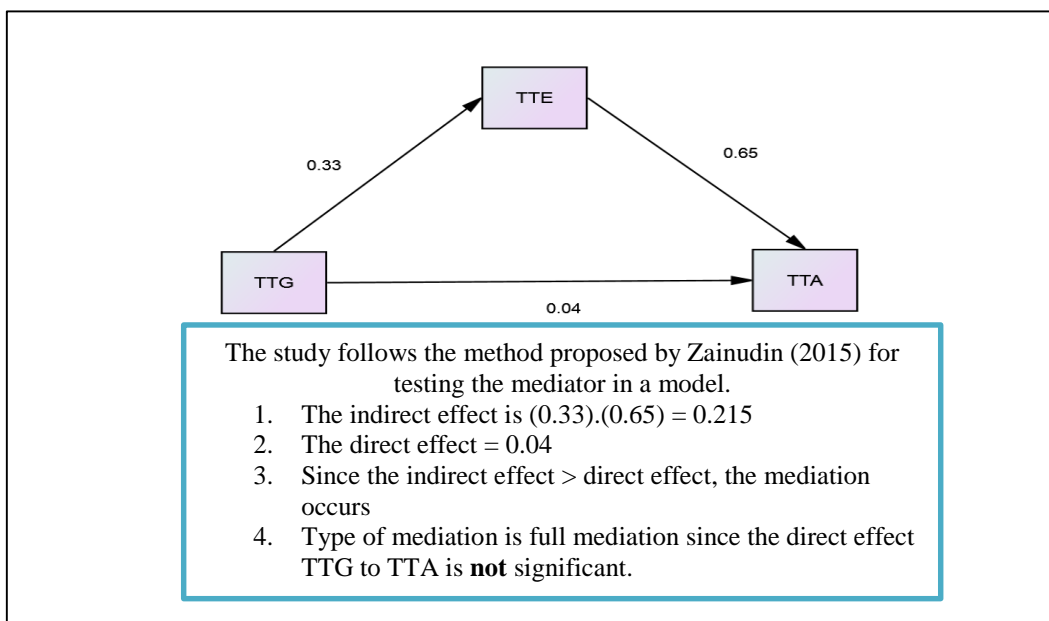 TTE
0.33
0.65
TTG
TTA
0.04
The study follows the method proposed by Zainudin (2015) for
testing the mediator in a model.
1. The indirect effect is (0.33).(0.65) = 0.215
2. The direct effect = 0.04
3. Since the indirect effect > direct effect, the mediation
occurs
4. Type of mediation is full mediation since the direct effect
TTG to TTA is not significant.